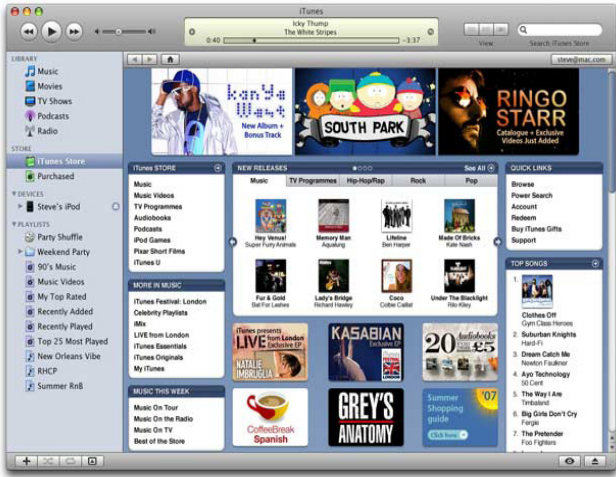 iTunes
Icky Thump
The White Stripes
0:40
-3:37
View
Search iTunes Store
LIBRARY
Music
Movies
TV Shows
Podcasts
Radio
STORE
iTunes Store
Purchased
DEVICES
Steve's iPod
PLAYLISTS
Party Shuffle
Weekend Party
90's Music
Music Videos
My Top Rated
Recently Added
Recently Played
Top 25 Most Played
New Orleans Vibe
RHCP
Summer RnB
steve@mac.com
kanye
west
New Album +
Bonus Track
SOUTH PARK
RINGO
STARR
Catalogue + Exclusive
Videos Just Added
iTunes STORE
Music
Music Videos
TV Programmes
Audiobooks
Podcasts
iPod Games
Pixar Short Films
iTunes U
MORE IN MUSIC
iTunes Festival: London
Celebrity Playlists
iMix
LIVE from London
iTunes Essentials
iTunes Originals
My iTunes
MUSIC THIS WEEK
Music On Tour
Music On the Radio
Music On TV
Best of the Store
NEW RELEASES
See All
Music TV Programmes Hip-Hop/Rap Rock Pop
Hey Venus!
Super Furry Animals
Memory Man
Aqualung
Lifeline
Ben Harper
Made Of Bricks
Kate Nash
Fur & Gold
Bat For Lashes
Lady's Bridge
Richard Hawley
Coco
Colbie Caillat
Under The Blacklight
Rilo Kiley
iTunes presents
LIVE from London
Exclusive EP
NATALIE
IMBRUGLIA
KASABIAN
Exclusive EP
iTunes
FESTIVAL
LONDON
20 Audiobooks
£5
CoffeeBreak
Spanish
GREY'S
ANATOMY
Summer
Shopping
guide
'07
Click here
QUICK LINKS
Browse
Power Search
Account
Redeem
Buy iTunes Gifts
Support
TOP SONGS
1.
Clothes Off
Gym Class Heroes
2. Suburban Knights
Hard-Fi
3. Dream Catch Me
Newton Faulkner
4. Ayo Technology
50 Cent
5. The Way I Are
Timbaland
6. Big Girls Don't Cry
Fergie
7. The Pretender
Foo Fighters